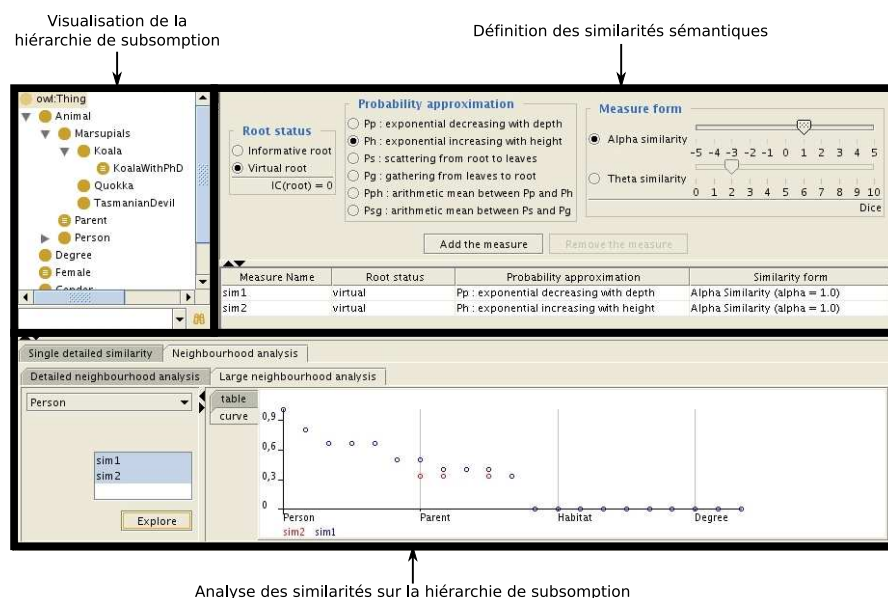 Visualisation de la
hiérarchie de subsomption
Définition des similarités sémantiques
owl:Thing
Animal
Marsupials
Koala
KoalaWithPhD
Quokka
TasmanianDevil
Parent
Person
Degree
Female
Gender
Root status
Informative root
Virtual root
IC(root) = 0
Probability approximation
Pp : exponential decreasing with depth
Ph : exponential increasing with height
Ps : scattering from root to leaves
Pg : gathering from leaves to root
Pph : arithmetic mean between Pp and Ph
Psg : arithmetic mean between Ps and Pg
Measure form
Alpha similarity
-5 -4 -3 -2 -1 0 1 2 3 4 5
Theta similarity
0 1 2 3 4 5 6 7 8 9 10
Dice
Add the measure
Remove the measure
Measure Name Root status Probability approximation Similarity form
sim1 virtual Pp : exponential decreasing with depth Alpha Similarity (alpha = 1.0)
sim2 virtual Ph : exponential increasing with height Alpha Similarity (alpha = 1.0)
Single detailed similarity Neighbourhood analysis
Detailed neighbourhood analysis Large neighbourhood analysis
Person
sim1
sim2
Explore
table
curve
0,9
0,6
0,3
0
Person Parent Habitat Degree
sim2 sim1
Analyse des similarités sur la hiérarchie de subsomption